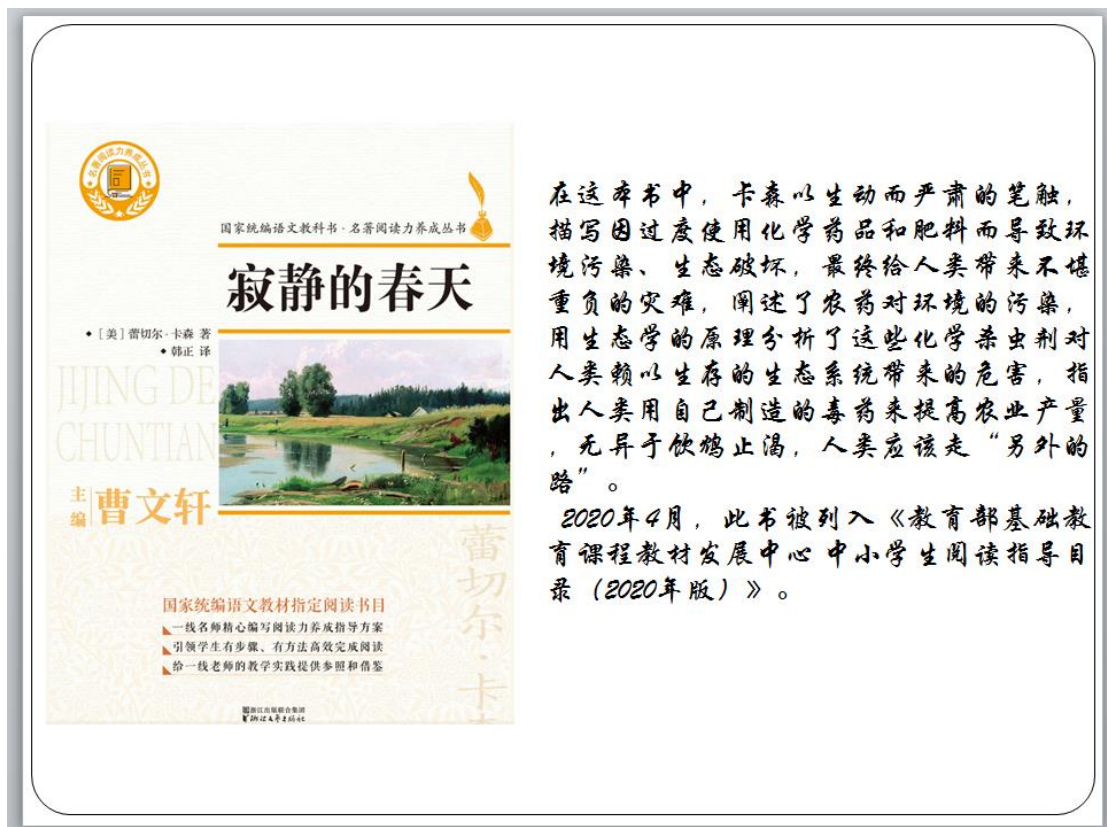 名著阅读力养成丛书
国家统编语文教科书·名著阅读力养成丛书
寂静的春天
◆ [美] 蕾切尔·卡森 著
◆ 韩正 译
JIJING DE
CHUNTIAN
主编
曹文轩
蕾切尔·卡
国家统编语文教材指定阅读书目
一线名师精心编写阅读力养成指导方案
引领学生有步骤、有方法高效完成阅读
给一线老师的教学实践提供参照和借鉴
浙江出版联合集团
浙江文艺出版社
在这本书中，卡森以生动而严肃的笔触，
描写因过度使用化学药品和肥料而导致环
境污染、生态破坏，最终给人类带来不堪
重负的灾难，阐述了农药对环境的污染，
用生态学的原理分析了这些化学杀虫剂对
人类赖以生存的生态系统带来的危害，指
出人类用自己制造的毒药来提高农业产量
，无异于饮鸩止渴，人类应该走“另外的
路”。
2020年4月，此书被列入《教育部基础教
育课程教材发展中心 中小学生阅读指导目
录（2020年版）》。